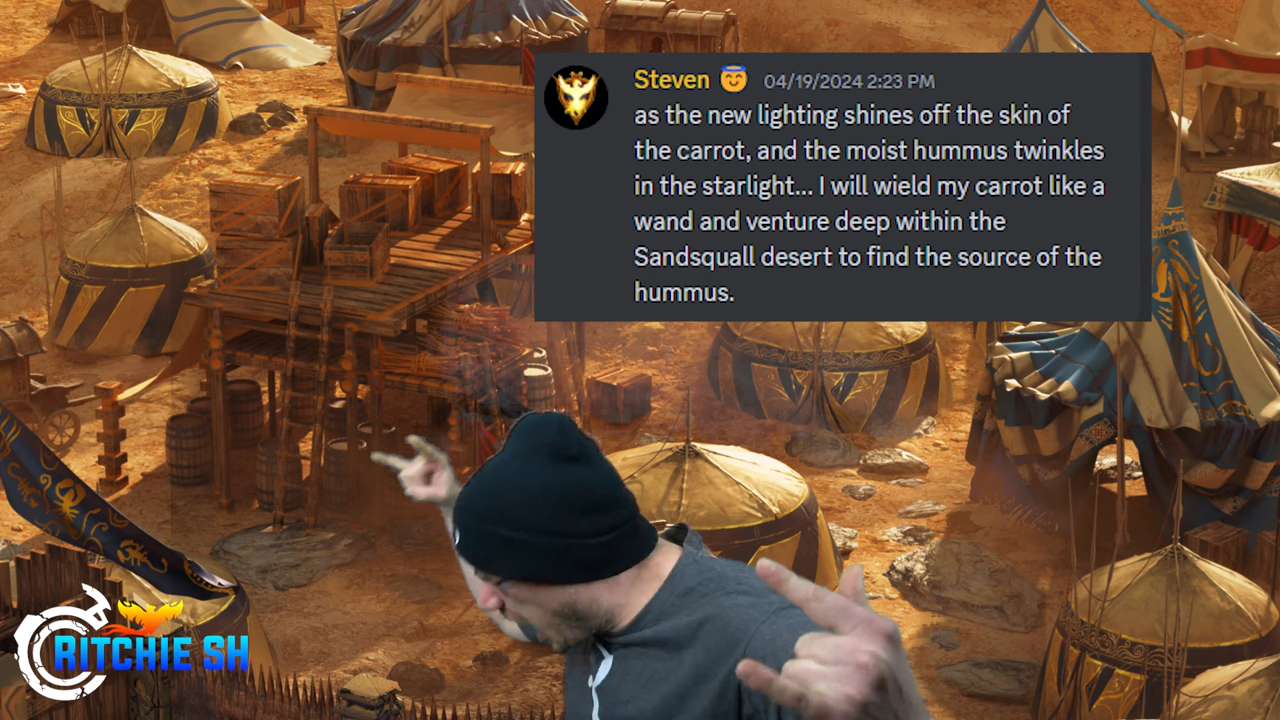 Steven 04/19/2024 2:23 PM
as the new lighting shines off the skin of
the carrot, and the moist hummus twinkles
in the starlight... I will wield my carrot like a
wand and venture deep within the
Sandsquall desert to find the source of the
hummus.
RITCHIE SH